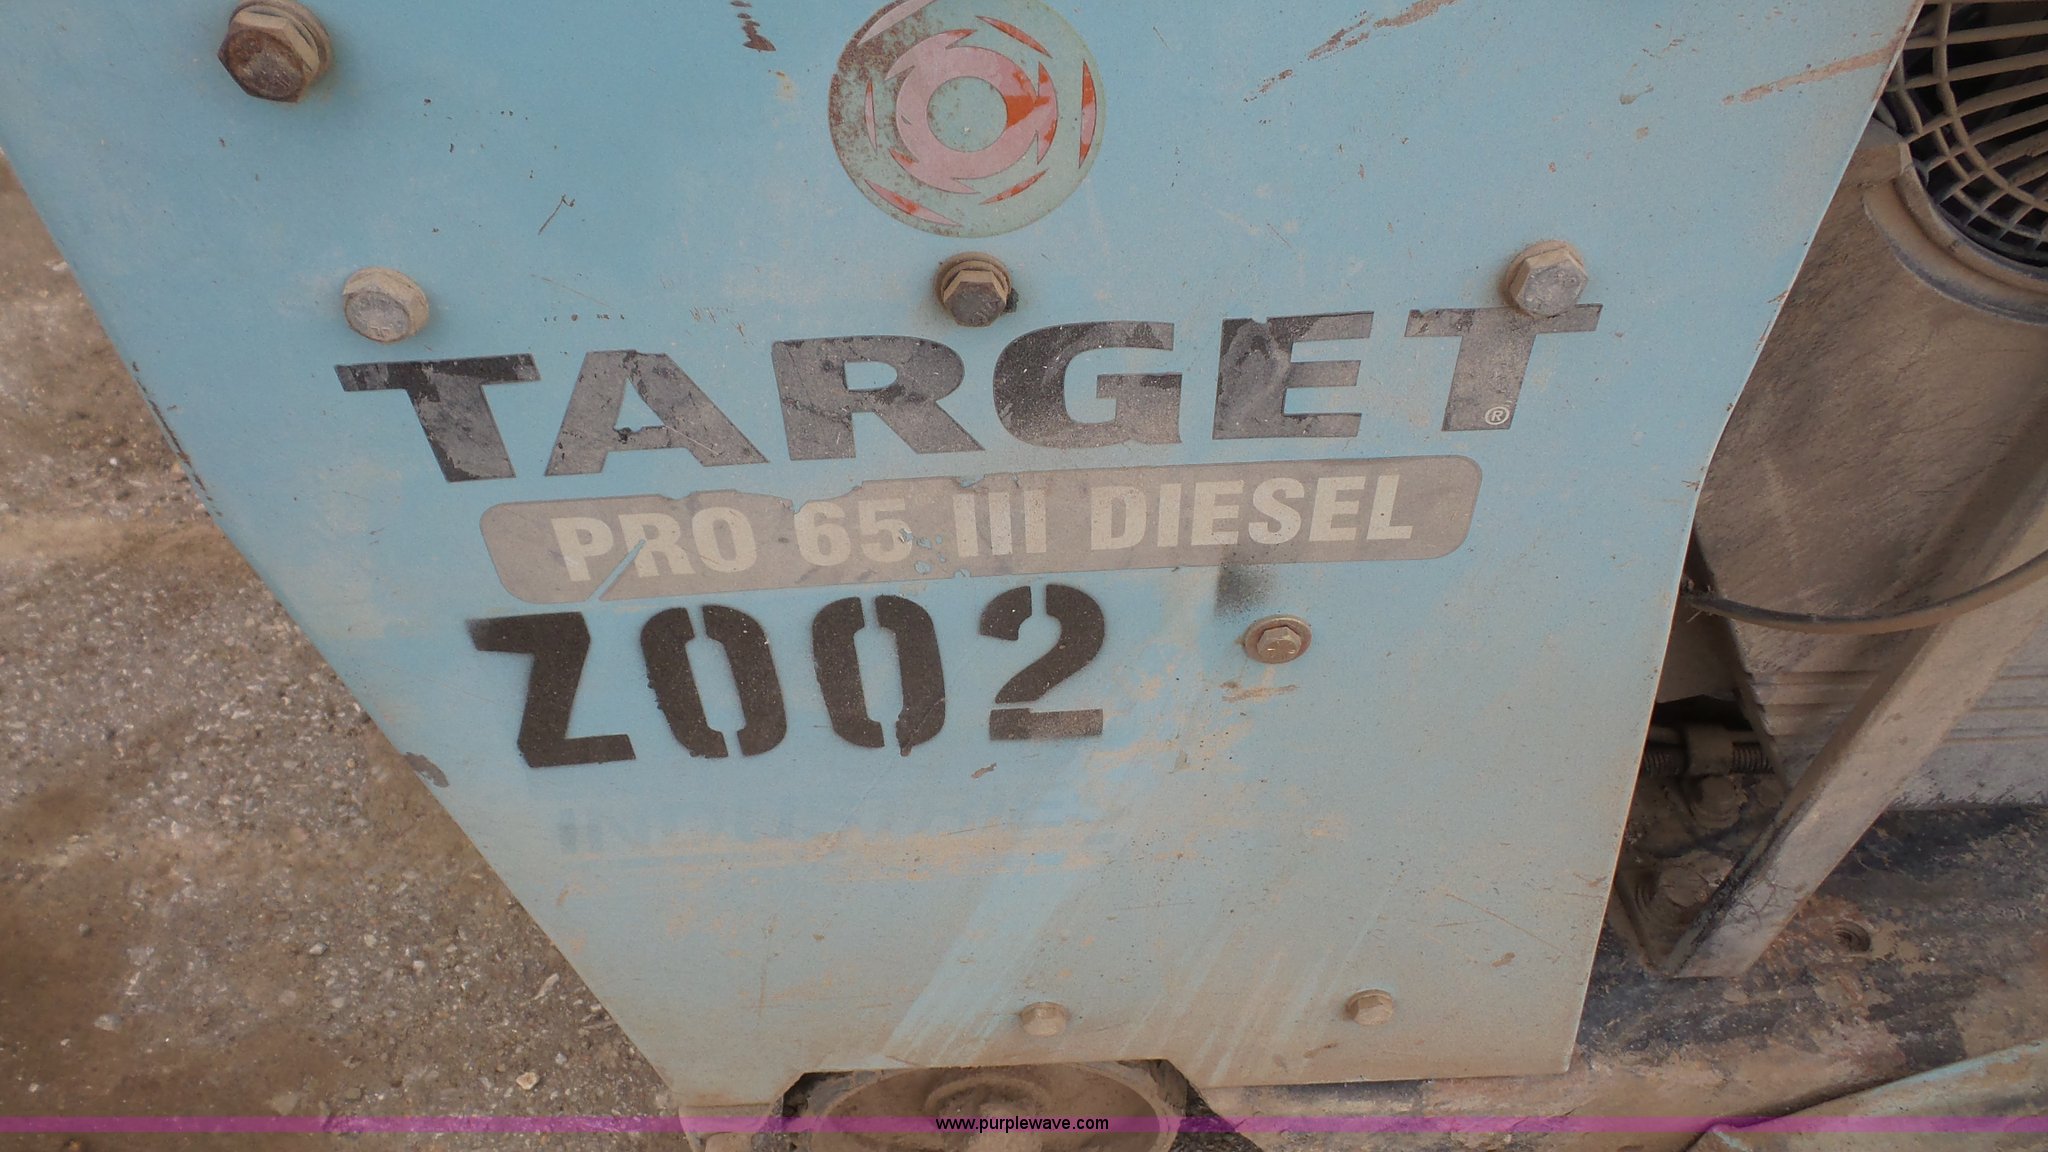 TARGET®
PRO 65 III DIESEL
Z002
www.purplewave.com